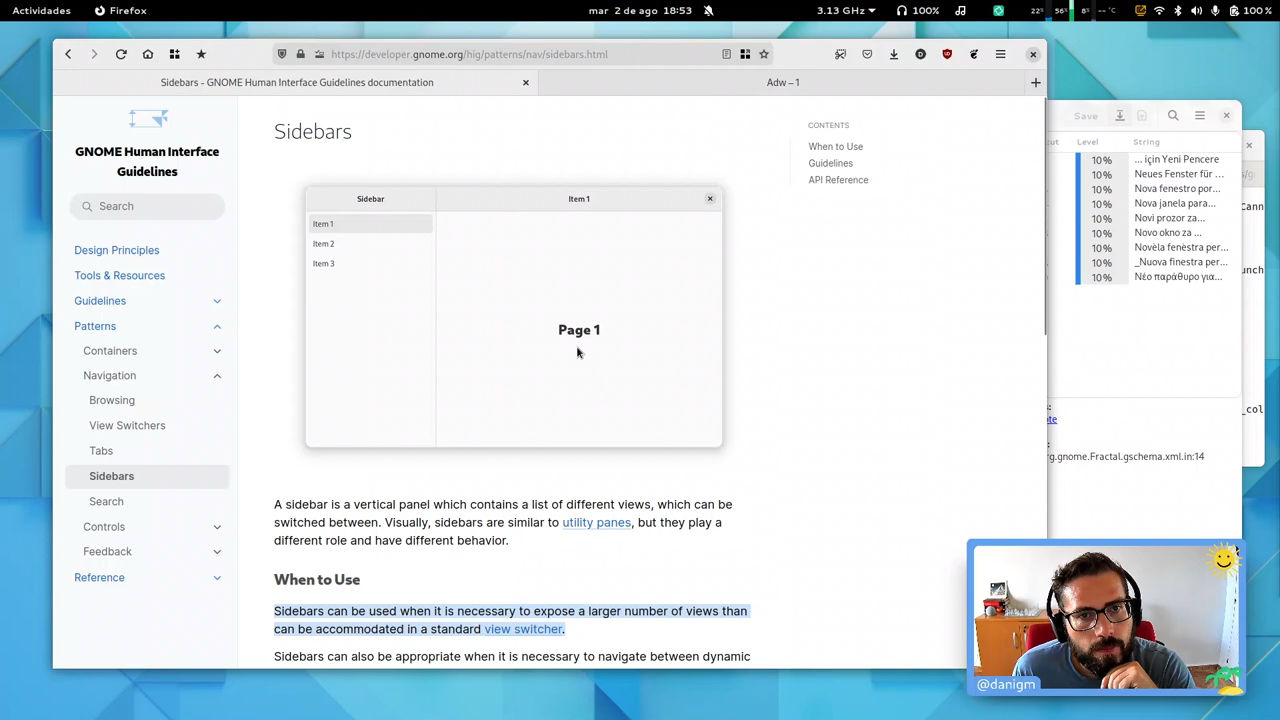 Actividades
Firefox
mar 2 de ago 18:53
3.13 GHz
100%
22%
56%
8%
-- °C
100 %
https://developer.gnome.org/hig/patterns/nav/sidebars.html
Sidebars - GNOME Human Interface Guidelines documentation
Adw – 1
GNOME Human Interface
Guidelines
Search
Design Principles
Tools & Resources
Guidelines
Patterns
Containers
Navigation
Browsing
View Switchers
Tabs
Sidebars
Search
Controls
Feedback
Reference
Sidebars
Sidebar
Item 1
Item 1
Item 2
Item 3
Page 1
A sidebar is a vertical panel which contains a list of different views, which can be
switched between. Visually, sidebars are similar to utility panes, but they play a
different role and have different behavior.
When to Use
Sidebars can be used when it is necessary to expose a larger number of views than
can be accommodated in a standard view switcher.
Sidebars can also be appropriate when it is necessary to navigate between dynamic
CONTENTS
When to Use
Guidelines
API Reference
Save
cut
Level
String
10% ... için Yeni Pencere
10% Neues Fenster für ...
10% Nova fenestro por...
10% Nova janela para...
10% Novi prozor za...
10% Novo okno za ...
10% Novèla fenèstra per...
10% _Nuova finestra per...
10% Νέο παράθυρο για...
ote
rg.gnome.Fractal.gschema.xml.in:14
/g
Cann
unch
_col
@danigm